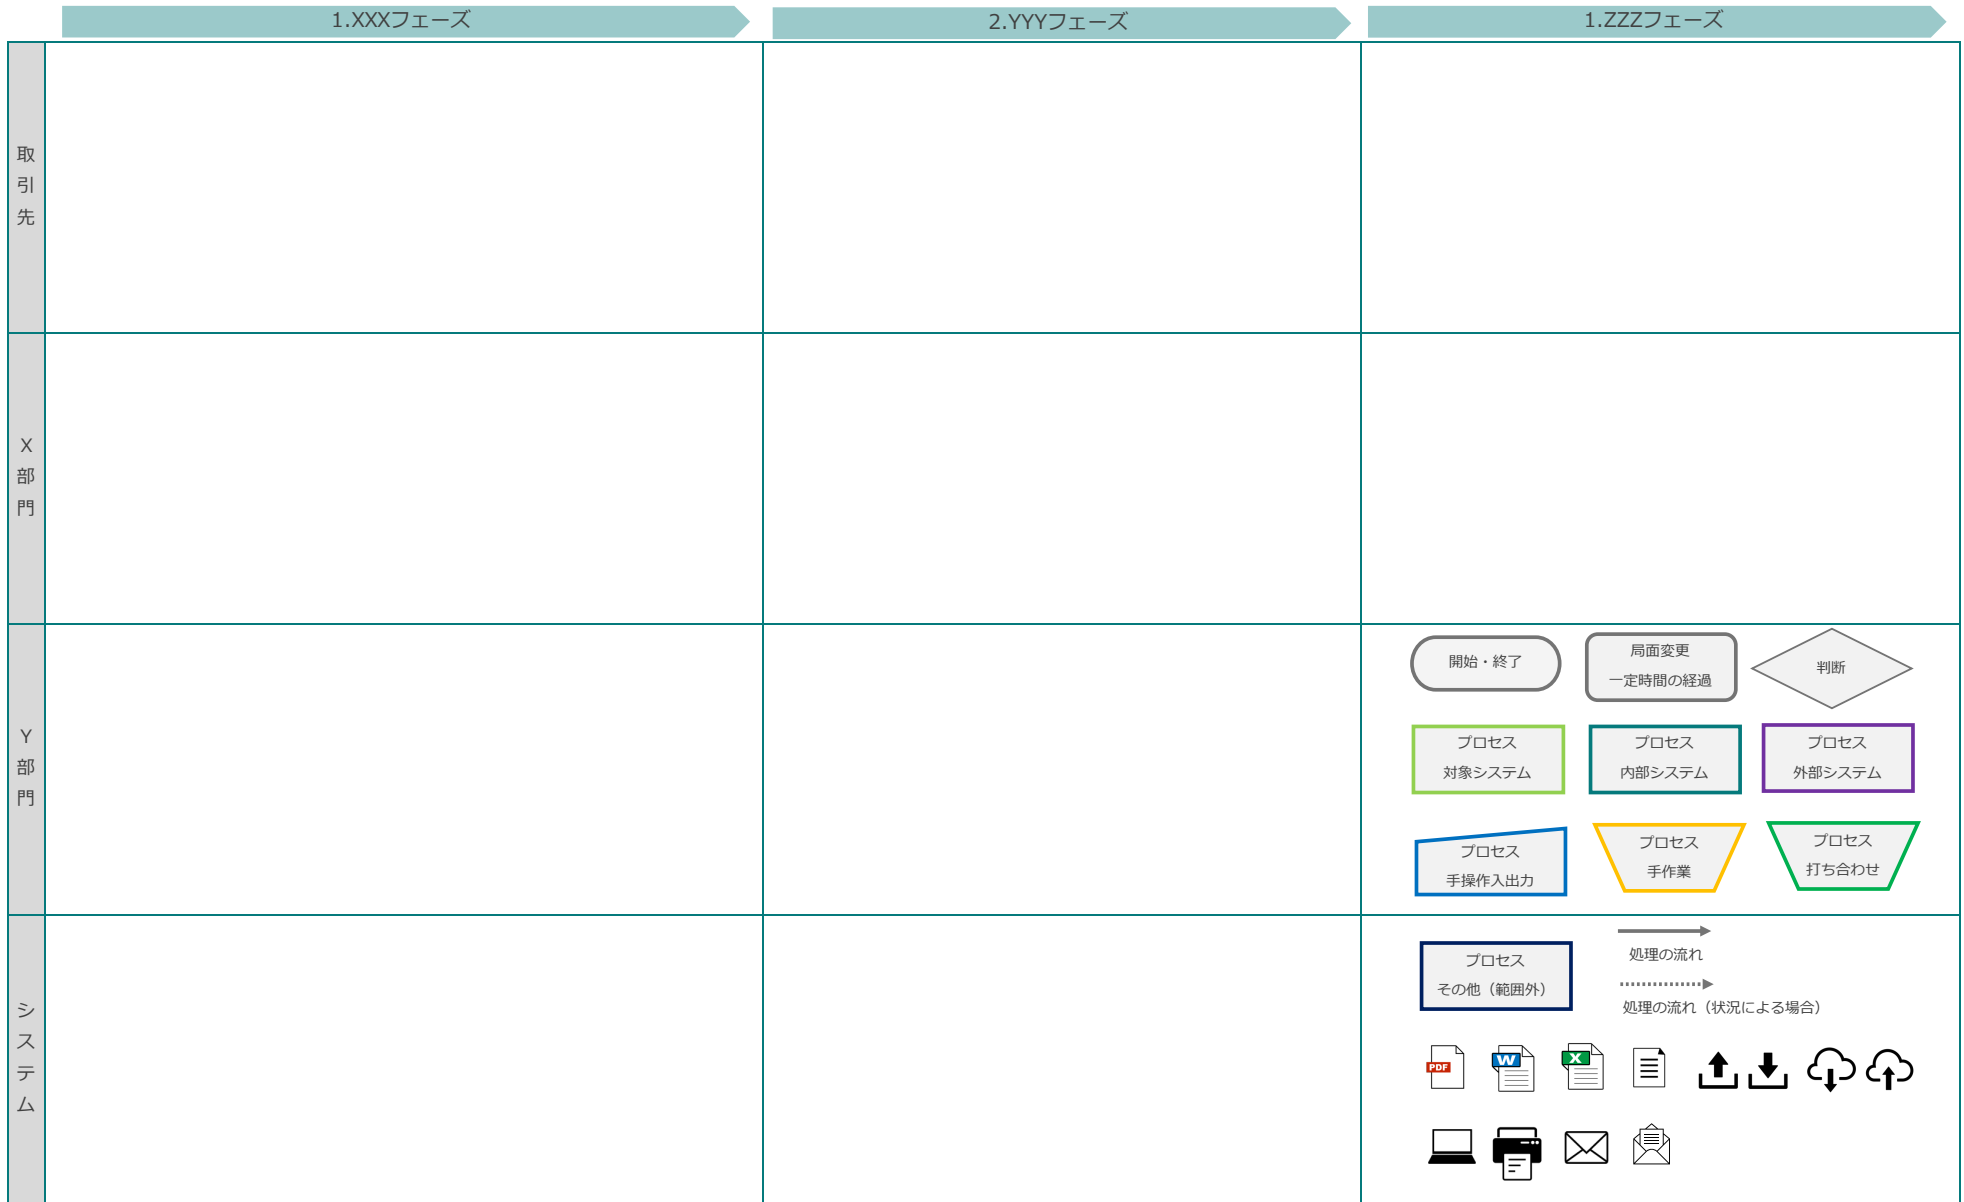 1.XXXフェーズ
2.YYYフェーズ
1.ZZZフェーズ
取引先
X部門
Y部門
開始・終了
局面変更
一定時間の経過
判断
プロセス
対象システム
プロセス
内部システム
プロセス
外部システム
プロセス
手操作入出力
プロセス
手作業
プロセス
打ち合わせ
システム
プロセス
その他（範囲外）
処理の流れ
処理の流れ（状況による場合）
PDF
W
X